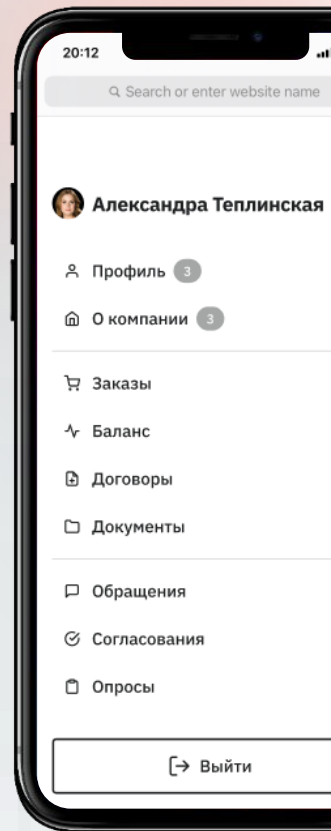 20:12
Search or enter website name
Александра Теплинская
Профиль 3
О компании 3
Заказы
Баланс
Договоры
Документы
Обращения
Согласования
Опросы
Выйти